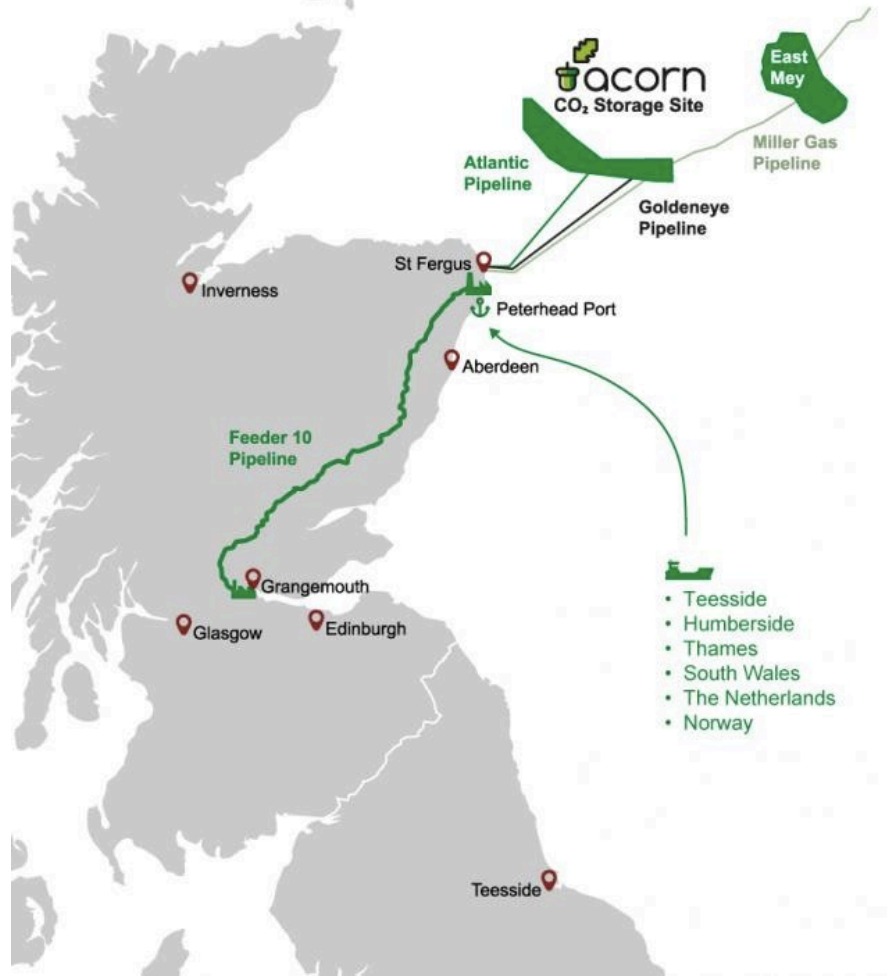 acorn
CO₂ Storage Site
East
Mey
Miller Gas
Pipeline
Atlantic
Pipeline
Goldeneye
Pipeline
St Fergus
Inverness
Peterhead Port
Aberdeen
Feeder 10
Pipeline
Grangemouth
Glasgow
Edinburgh
• Teesside
• Humberside
• Thames
• South Wales
• The Netherlands
• Norway
Teesside